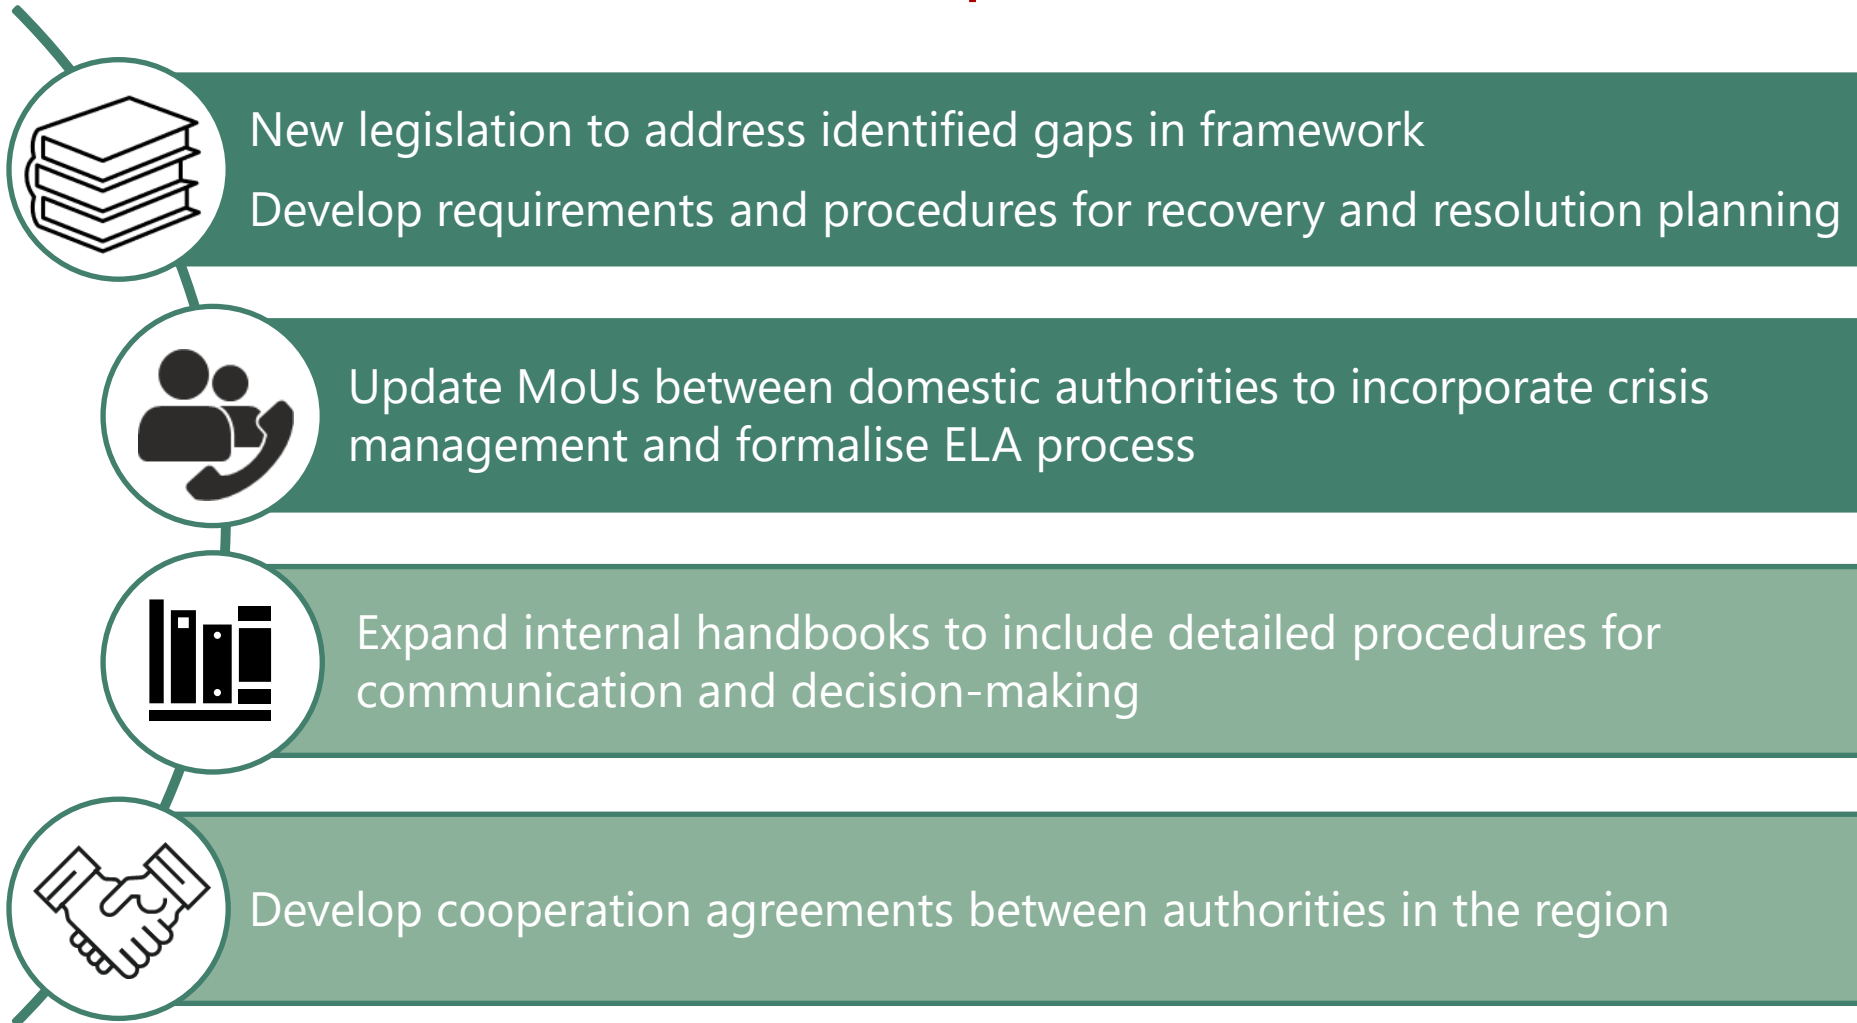 New legislation to address identified gaps in framework
Develop requirements and procedures for recovery and resolution planning
Update MoUs between domestic authorities to incorporate crisis
management and formalise ELA process
Expand internal handbooks to include detailed procedures for
communication and decision-making
Develop cooperation agreements between authorities in the region